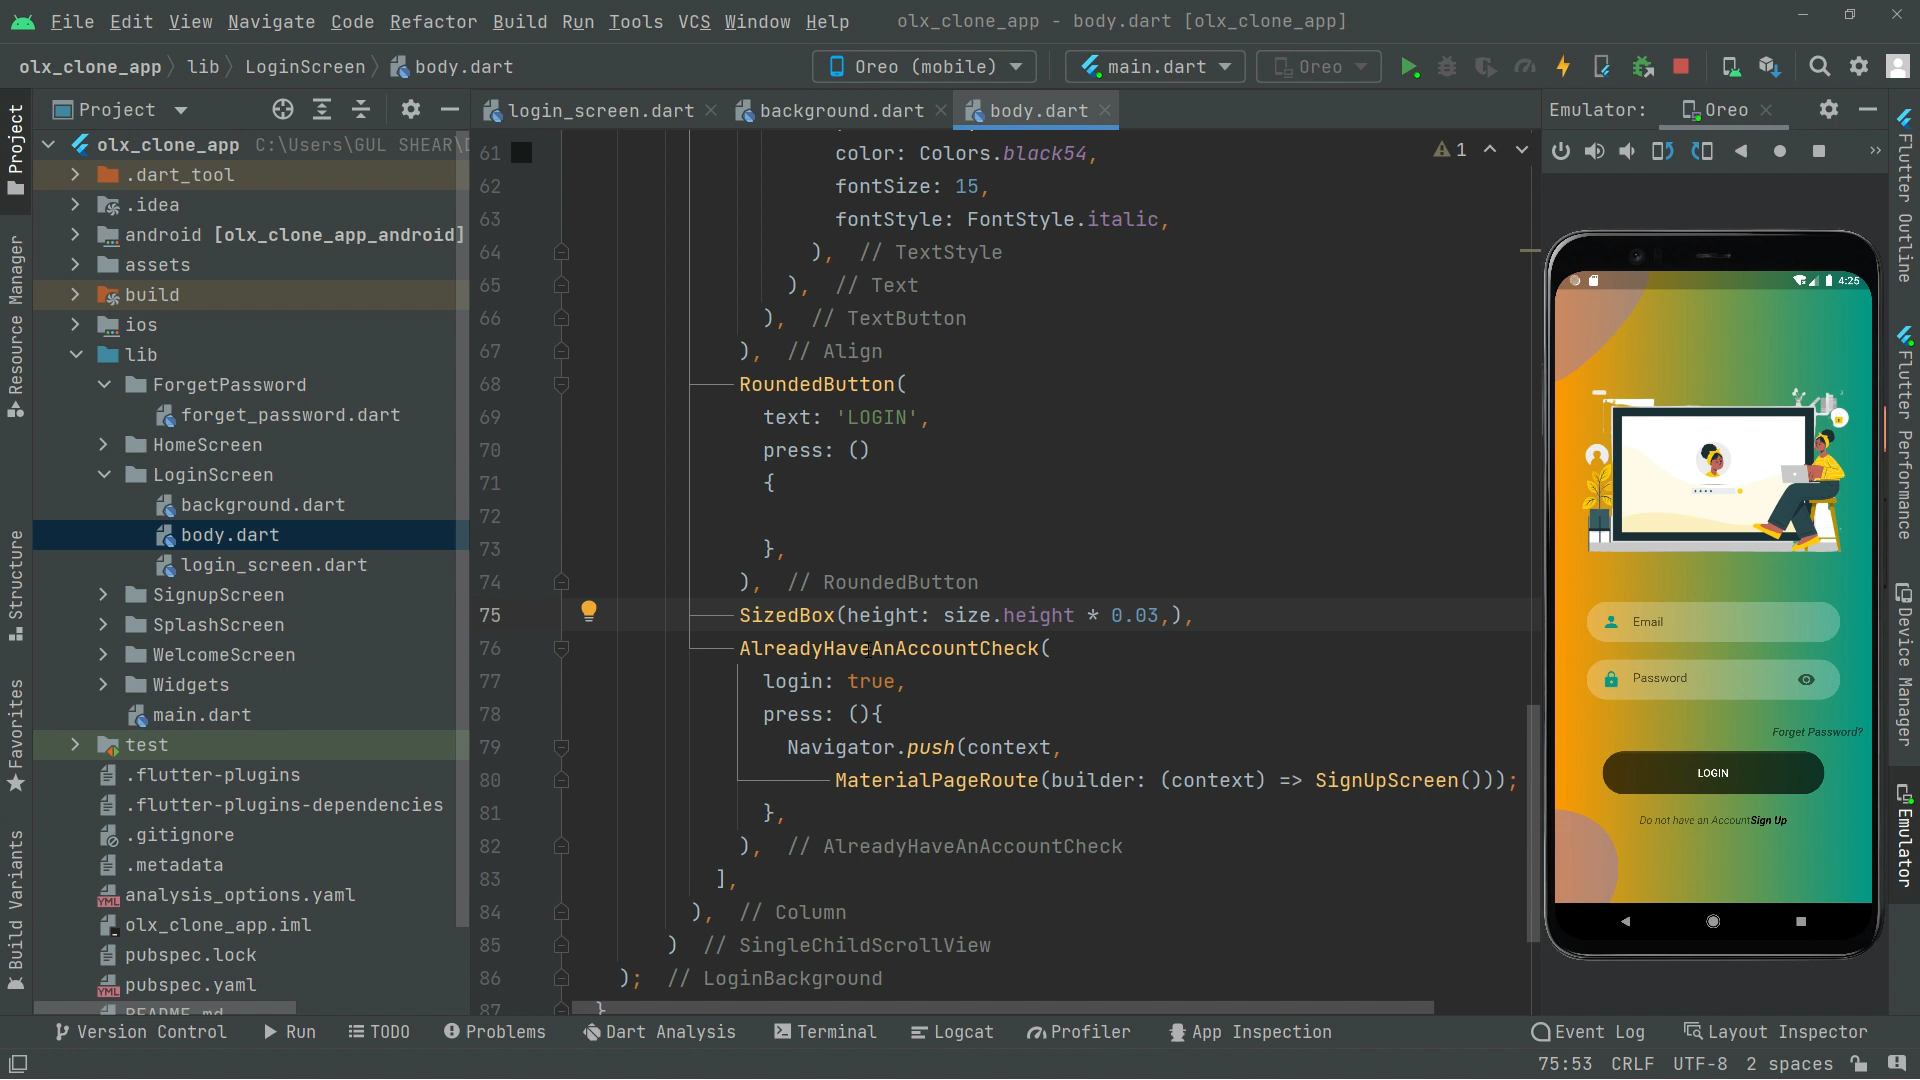 File Edit View Navigate Code Refactor Build Run Tools VCS Window Help olx_clone_app - body.dart [olx_clone_app]
olx_clone_app lib LoginScreen body.dart Oreo (mobile) main.dart Oreo
Project login_screen.dart background.dart body.dart Emulator: Oreo
olx_clone_app C:\Users\GUL SHEAR\
.dart_tool
.idea
android [olx_clone_app_android]
assets
build
ios
lib
ForgetPassword
forget_password.dart
HomeScreen
LoginScreen
background.dart
body.dart
login_screen.dart
SignupScreen
SplashScreen
WelcomeScreen
Widgets
main.dart
test
.flutter-plugins
.flutter-plugins-dependencies
.gitignore
.metadata
analysis_options.yaml
olx_clone_app.iml
pubspec.lock
pubspec.yaml
README.md
Project
Resource Manager
Structure
Favorites
Build Variants
1
61 color: Colors.black54,
62 fontSize: 15,
63 fontStyle: FontStyle.italic,
64 ), // TextStyle
65 ), // Text
66 ), // TextButton
67 ), // Align
68 RoundedButton(
69 text: 'LOGIN',
70 press: ()
71 {
72
73 },
74 ), // RoundedButton
75 SizedBox(height: size.height * 0.03,),
76 AlreadyHaveAnAccountCheck(
77 login: true,
78 press: (){
79 Navigator.push(context,
80 MaterialPageRoute(builder: (context) => SignUpScreen()));
81 },
82 ), // AlreadyHaveAnAccountCheck
83 ],
84 ), // Column
85 ) // SingleChildScrollView
86 ); // LoginBackground
87 }
4:25
Email
Password
Forget Password?
LOGIN
Do not have an AccountSign Up
Flutter Outline
Flutter Performance
Device Manager
Emulator
Version Control Run TODO Problems Dart Analysis Terminal Logcat Profiler App Inspection Event Log Layout Inspector
75:53 CRLF UTF-8 2 spaces